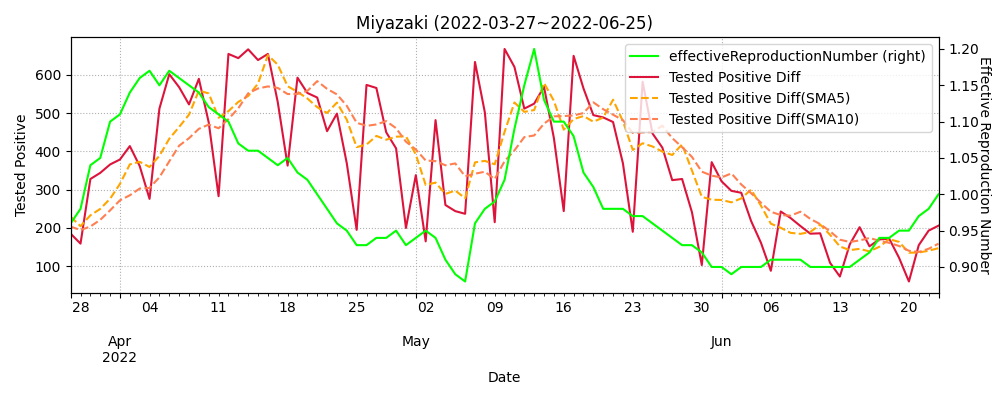 Miyazaki (2022-03-27~2022-06-25)
effectiveReproductionNumber (right)
Tested Positive Diff
Tested Positive Diff(SMA5)
Tested Positive Diff(SMA10)
Tested Positive
600
500
400
300
200
100
1.20
1.15
1.10
1.05
1.00
0.95
0.90
Effective Reproduction Number
28 04 11 18 25 02 09 16 23 30 06 13 20
Apr May Jun
2022
Date